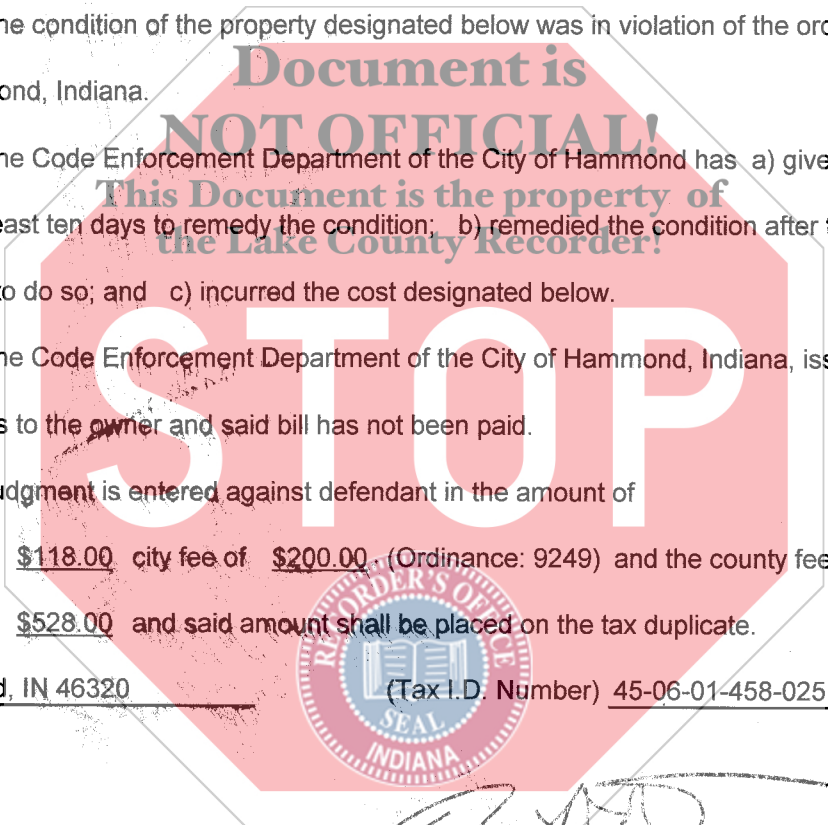 he condition of the property designated below was in violation of the ord
Document is
ond, Indiana.
NOT OFFICIAL!
he Code Enforcement Department of the City of Hammond has a) give
This Document is the property of
east ten days to remedy the condition; b) remedied the condition after
the Lake County Recorder!
to do so; and c) incurred the cost designated below.
STOP
he Code Enforcement Department of the City of Hammond, Indiana, iss
s to the owner and said bill has not been paid.
udgment is entered against defendant in the amount of
$118.00 city fee of $200.00 (Ordinance: 9249) and the county fee
$528.00 and said amount shall be placed on the tax duplicate.
RECORDER'S OFFICE
d, IN 46320 (Tax I.D. Number) 45-06-01-458-025
SEAL
INDIANA